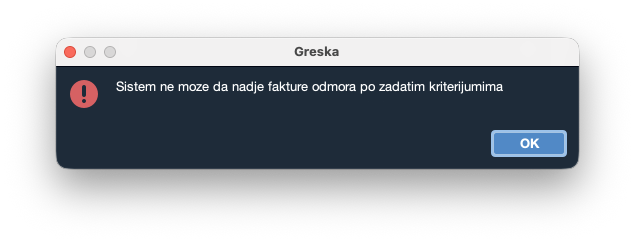 Greska
Sistem ne moze da nadje fakture odmora po zadatim kriterijumima
OK